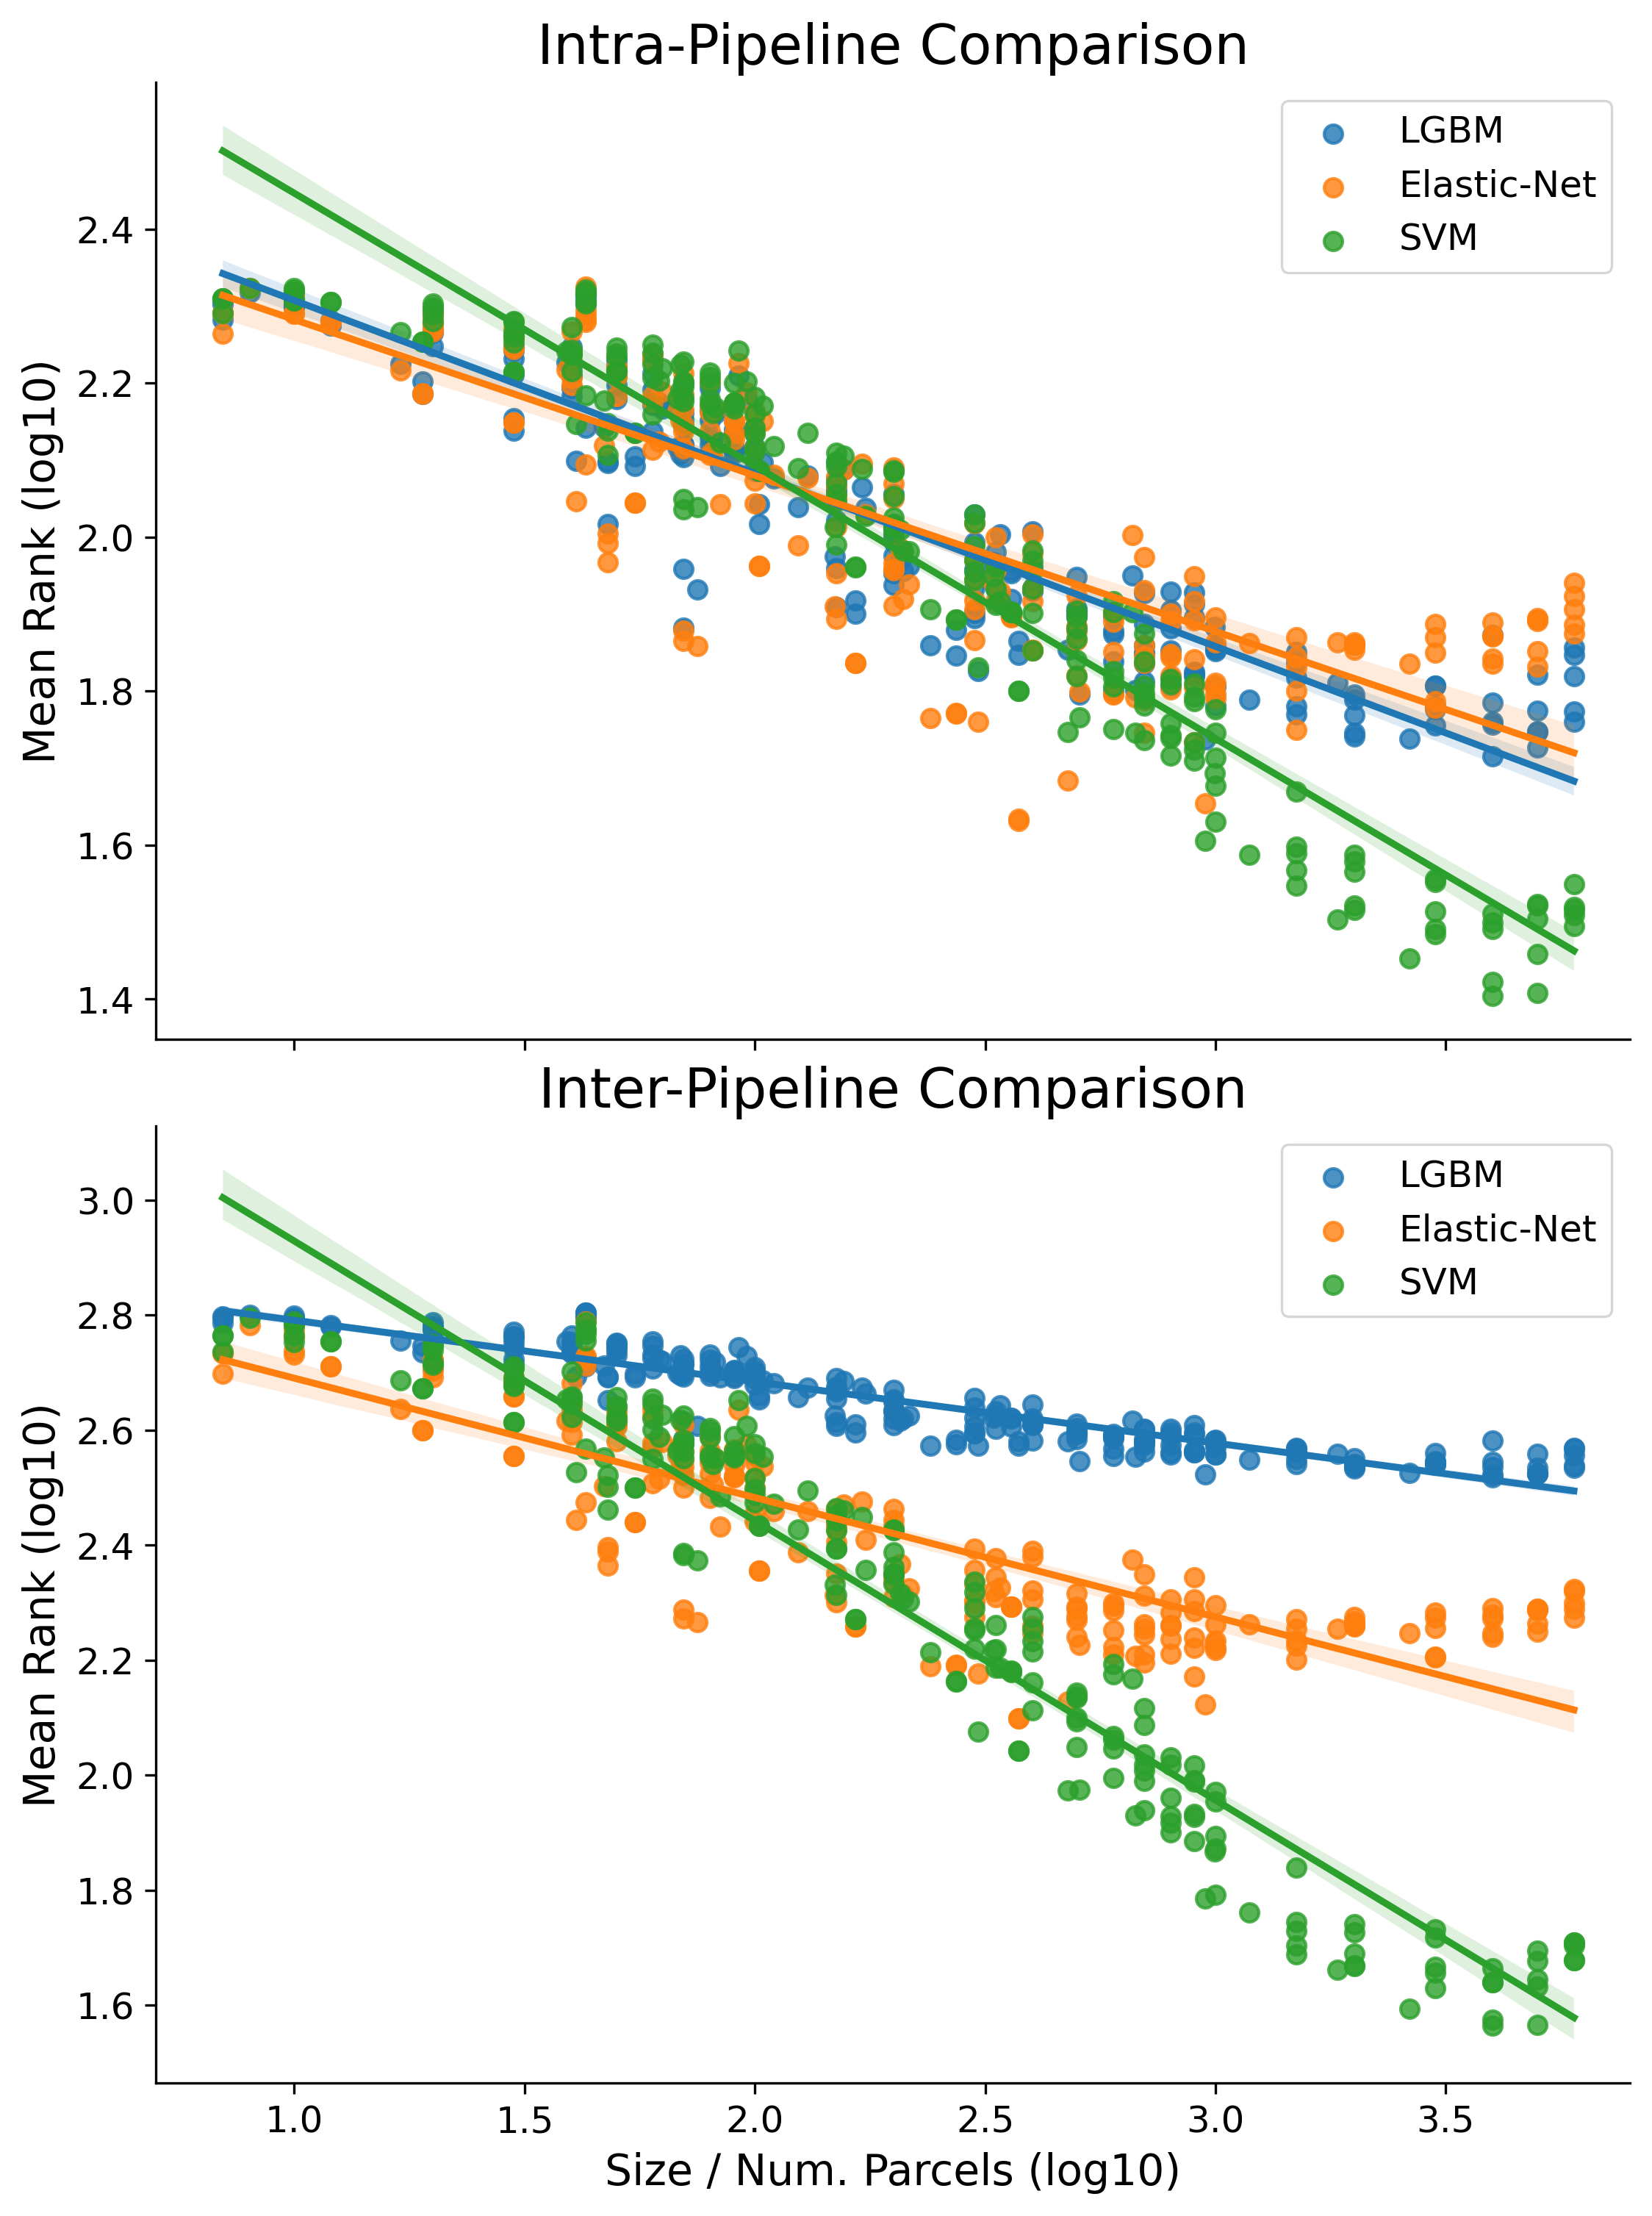 Intra-Pipeline Comparison
LGBM
Elastic-Net
SVM
Mean Rank (log10)
2.4
2.2
2.0
1.8
1.6
1.4
Inter-Pipeline Comparison
LGBM
Elastic-Net
SVM
Mean Rank (log10)
3.0
2.8
2.6
2.4
2.2
2.0
1.8
1.6
1.0 1.5 2.0 2.5 3.0 3.5
Size / Num. Parcels (log10)